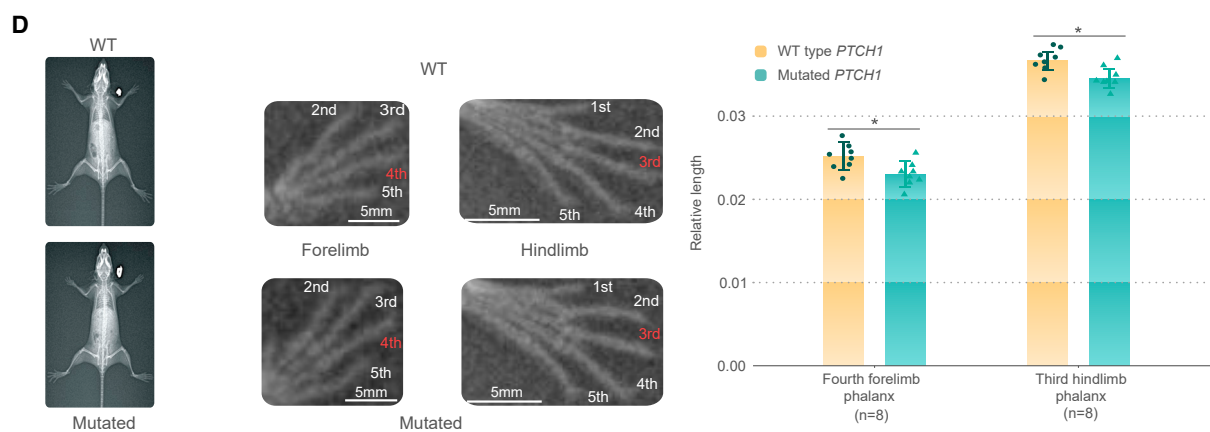 D
WT
Mutated
WT
2nd
3rd
4th
5th
5mm
1st
2nd
3rd
4th
5th
5mm
Forelimb
Hindlimb
2nd
3rd
4th
5th
5mm
1st
2nd
3rd
4th
5th
5mm
Mutated
WT type PTCH1
Mutated PTCH1
*
*
Relative length
0.03
0.02
0.01
0.00
Fourth forelimb
phalanx
(n=8)
Third hindlimb
phalanx
(n=8)